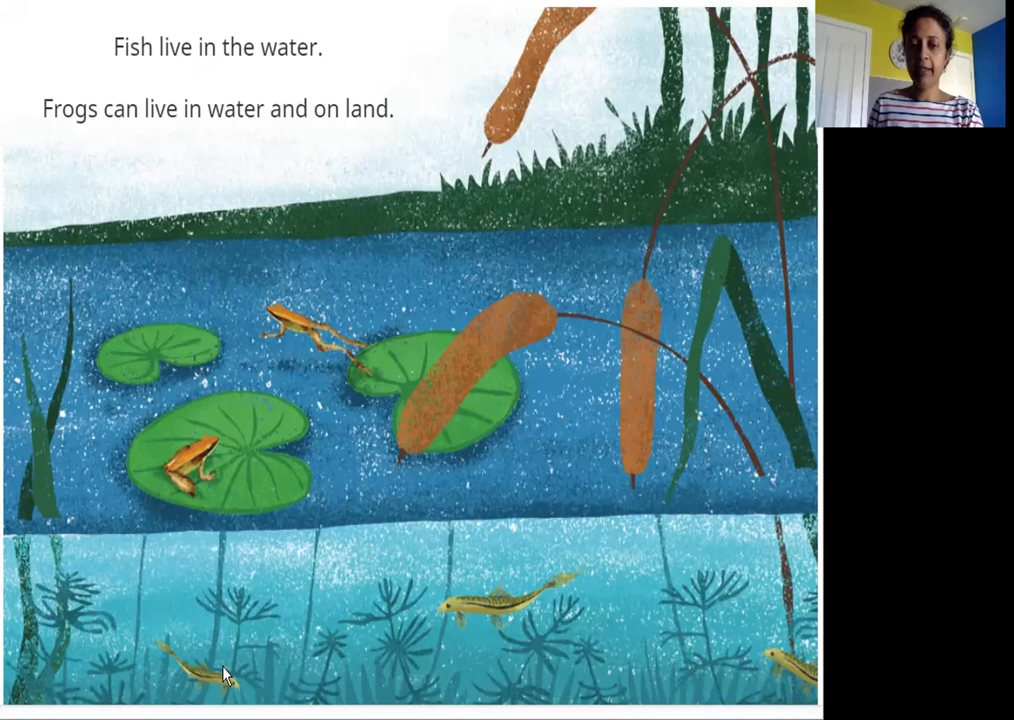 Fish live in the water.
Frogs can live in water and on land.